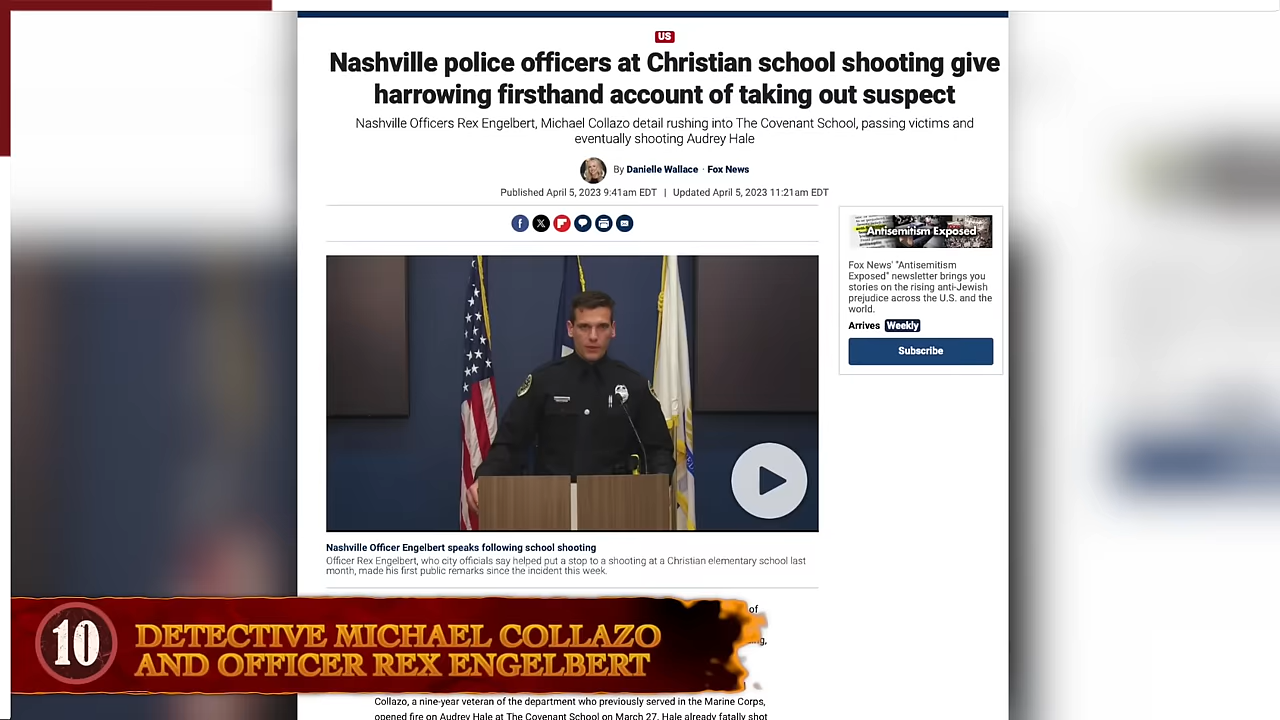 US
Nashville police officers at Christian school shooting give
harrowing firsthand account of taking out suspect
Nashville Officers Rex Engelbert, Michael Collazo detail rushing into The Covenant School, passing victims and
eventually shooting Audrey Hale
By Danielle Wallace · Fox News
Published April 5, 2023 9:41am EDT | Updated April 5, 2023 11:21am EDT
Antisemitism Exposed
Fox News' "Antisemitism
Exposed" newsletter brings you
stories on the rising anti-Jewish
prejudice across the U.S. and the
world.
Arrives Weekly
Subscribe
Nashville Officer Engelbert speaks following school shooting
Officer Rex Engelbert, who city officials say helped put a stop to a shooting at a Christian elementary school last
month, made his first public remarks since the incident this week.
of
10
DETECTIVE MICHAEL COLLAZO
AND OFFICER REX ENGELBERT
Collazo, a nine-year veteran of the department who previously served in the Marine Corps,
opened fire on Audrey Hale at The Covenant School on March 27. Hale already fatally shot